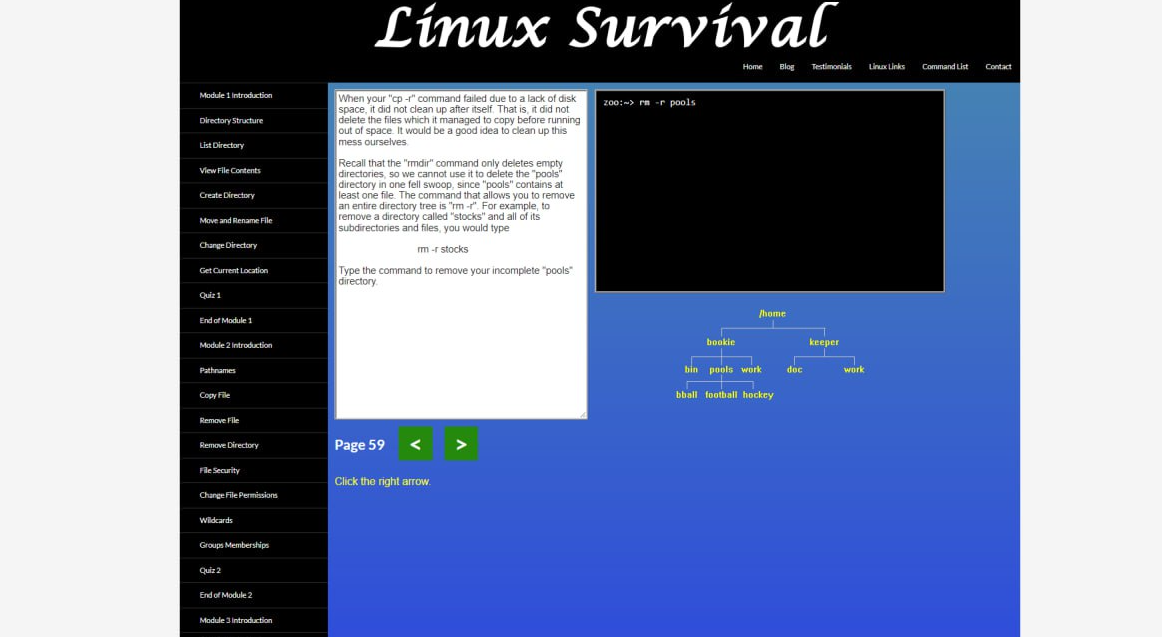 Linux Survival
Home Blog Testimonials Linux Links Command List Contact
Module 1 Introduction
Directory Structure
List Directory
View File Contents
Create Directory
Move and Rename File
Change Directory
Get Current Location
Quiz 1
End of Module 1
Module 2 Introduction
Pathnames
Copy File
Remove File
Remove Directory
File Security
Change File Permissions
Wildcards
Groups Memberships
Quiz 2
End of Module 2
Module 3 Introduction
When your "cp -r" command failed due to a lack of disk
space, it did not clean up after itself. That is, it did not
delete the files which it managed to copy before running
out of space. It would be a good idea to clean up this
mess ourselves.
Recall that the "rmdir" command only deletes empty
directories, so we cannot use it to delete the "pools"
directory in one fell swoop, since "pools" contains at
least one file. The command that allows you to remove
an entire directory tree is "rm -r". For example, to
remove a directory called "stocks" and all of its
subdirectories and files, you would type
rm -r stocks
Type the command to remove your incomplete "pools"
directory.
Page 59 < >
Click the right arrow.
zoo:~> rm -r pools
/home
bookie keeper
bin pools work doc work
bball football hockey